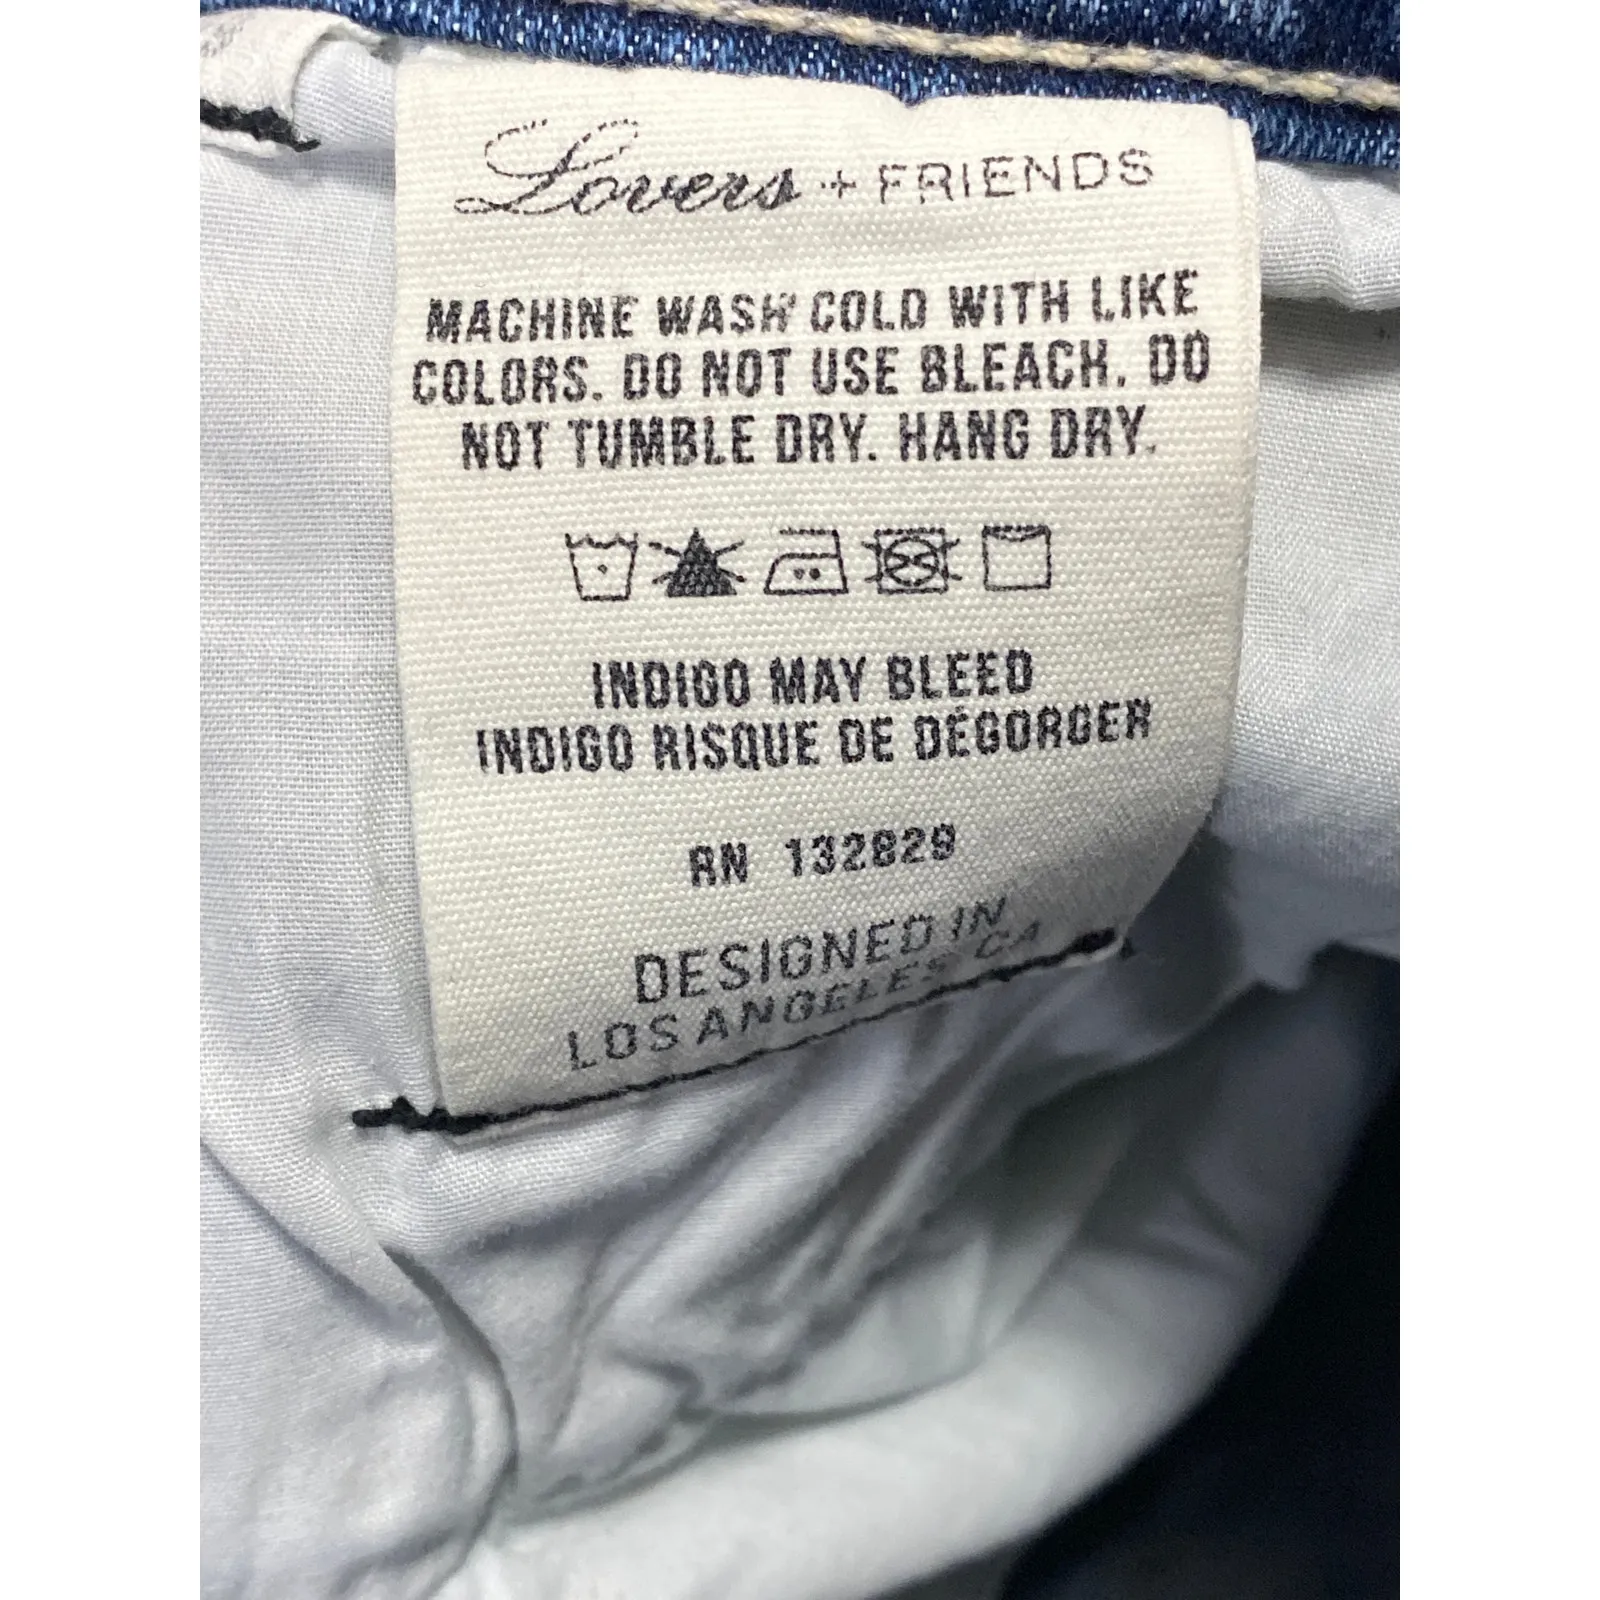 Lovers + FRIENDS
MACHINE WASH COLD WITH LIKE
COLORS. DO NOT USE BLEACH. DO
NOT TUMBLE DRY. HANG DRY.
INDIGO MAY BLEED
INDIGO RISQUE DE DÉGORGER
RN 132829
DESIGNED IN
LOS ANGELES CA